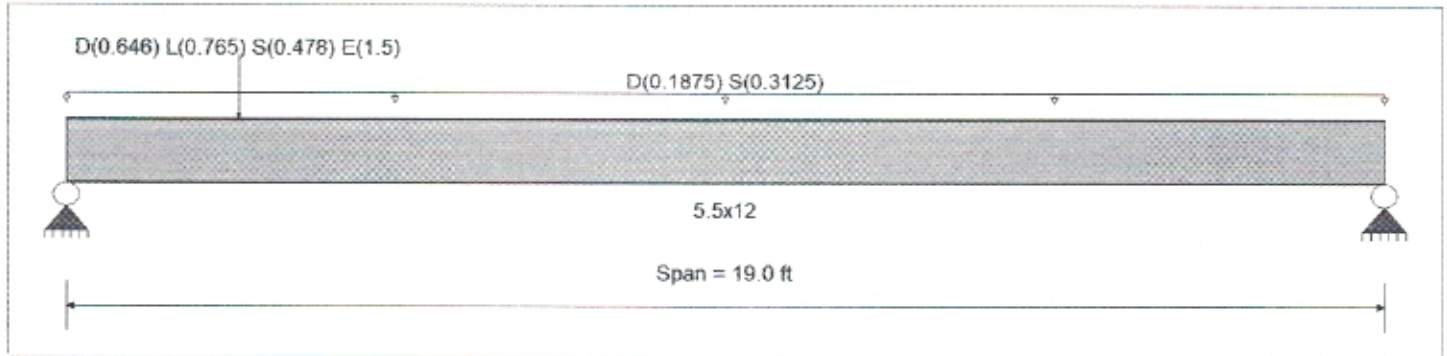 D(0.646) L(0.765) S(0.478) E(1.5)
D(0.1875) S(0.3125)
5.5x12
Span = 19.0 ft